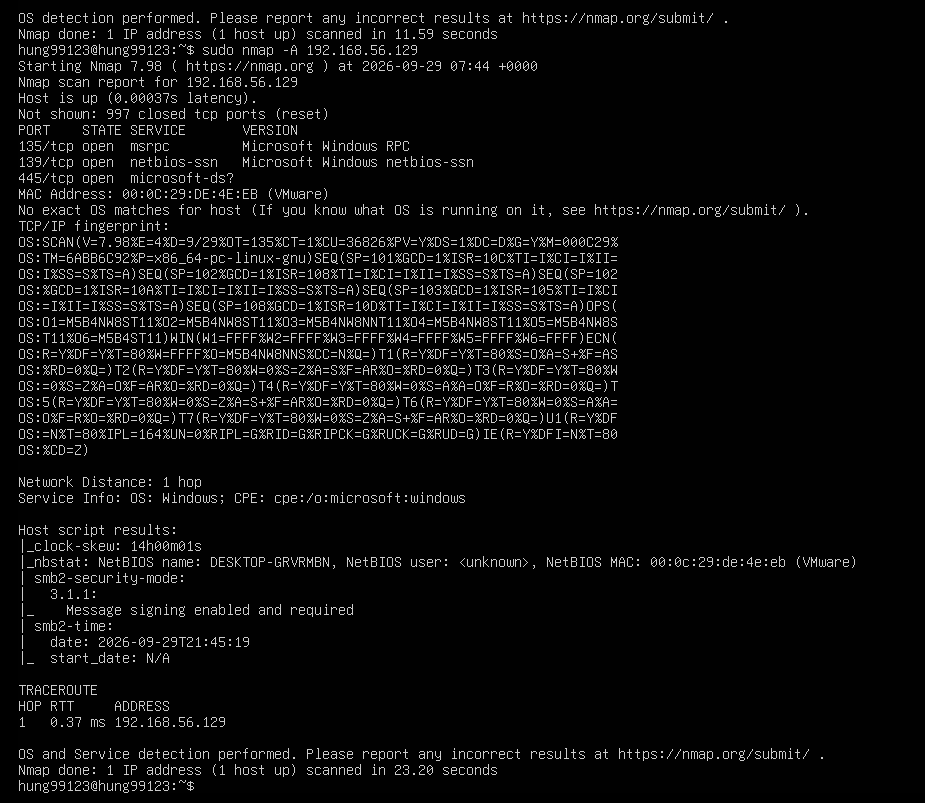 OS detection performed. Please report any incorrect results at https://nmap.org/submit/ .
Nmap done: 1 IP address (1 host up) scanned in 11.59 seconds
hung99123@hung99123:~$ sudo nmap -A 192.168.56.129
Starting Nmap 7.98 ( https://nmap.org ) at 2026-09-29 07:44 +0000
Nmap scan report for 192.168.56.129
Host is up (0.00037s latency).
Not shown: 997 closed tcp ports (reset)
PORT    STATE SERVICE       VERSION
135/tcp open  msrpc         Microsoft Windows RPC
139/tcp open  netbios-ssn   Microsoft Windows netbios-ssn
445/tcp open  microsoft-ds?
MAC Address: 00:0C:29:DE:4E:EB (VMware)
No exact OS matches for host (If you know what OS is running on it, see https://nmap.org/submit/ ).
TCP/IP fingerprint:
OS:SCAN(V=7.98%E=4%D=9/29%OT=135%CT=1%CU=36826%PV=Y%DS=1%DC=D%G=Y%M=000C29%
OS:TM=6ABB6C92%P=x86_64-pc-linux-gnu)SEQ(SP=101%GCD=1%ISR=10C%TI=I%CI=I%II=
OS:I%SS=S%TS=A)SEQ(SP=102%GCD=1%ISR=108%TI=I%CI=I%II=I%SS=S%TS=A)SEQ(SP=102
OS:%GCD=1%ISR=10A%TI=I%CI=I%II=I%SS=S%TS=A)SEQ(SP=103%GCD=1%ISR=105%TI=I%CI
OS:=I%II=I%SS=S%TS=A)SEQ(SP=108%GCD=1%ISR=10D%TI=I%CI=I%II=I%SS=S%TS=A)OPS(
OS:O1=M5B4NW8ST11%O2=M5B4NW8ST11%O3=M5B4NW8NNT11%O4=M5B4NW8ST11%O5=M5B4NW8S
OS:T11%O6=M5B4ST11)WIN(W1=FFFF%W2=FFFF%W3=FFFF%W4=FFFF%W5=FFFF%W6=FFFF)ECN(
OS:R=Y%DF=Y%T=80%W=FFFF%O=M5B4NW8NNS%CC=N%Q=)T1(R=Y%DF=Y%T=80%S=O%A=S+%F=AS
OS:%RD=0%Q=)T2(R=Y%DF=Y%T=80%W=0%S=Z%A=S%F=AR%O=%RD=0%Q=)T3(R=Y%DF=Y%T=80%W
OS:=0%S=Z%A=O%F=AR%O=%RD=0%Q=)T4(R=Y%DF=Y%T=80%W=0%S=A%A=O%F=R%O=%RD=0%Q=)T
OS:5(R=Y%DF=Y%T=80%W=0%S=Z%A=S+%F=AR%O=%RD=0%Q=)T6(R=Y%DF=Y%T=80%W=0%S=A%A=
OS:O%F=R%O=%RD=0%Q=)T7(R=Y%DF=Y%T=80%W=0%S=Z%A=S+%F=AR%O=%RD=0%Q=)U1(R=Y%DF
OS:=N%T=80%IPL=164%UN=0%RIPL=G%RID=G%RIPCK=G%RUCK=G%RUD=G)IE(R=Y%DFI=N%T=80
OS:%CD=Z)

Network Distance: 1 hop
Service Info: OS: Windows; CPE: cpe:/o:microsoft:windows

Host script results:
|_clock-skew: 14h00m01s
|_nbstat: NetBIOS name: DESKTOP-GRVRMBN, NetBIOS user: <unknown>, NetBIOS MAC: 00:0c:29:de:4e:eb (VMware)
| smb2-security-mode:
|   3.1.1:
|_    Message signing enabled and required
| smb2-time:
|   date: 2026-09-29T21:45:19
|_  start_date: N/A

TRACEROUTE
HOP RTT     ADDRESS
1   0.37 ms 192.168.56.129

OS and Service detection performed. Please report any incorrect results at https://nmap.org/submit/ .
Nmap done: 1 IP address (1 host up) scanned in 23.20 seconds
hung99123@hung99123:~$